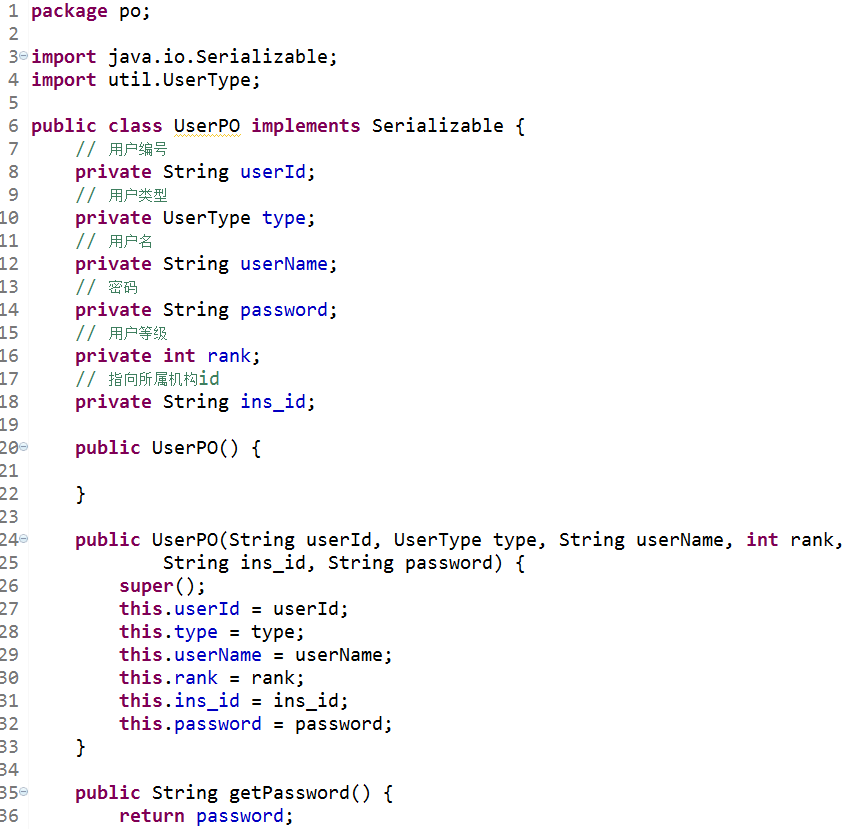 1 package po;
2
3 import java.io.Serializable;
4 import util.UserType;
5
6 public class UserPO implements Serializable {
7     // 用户编号
8     private String userId;
9     // 用户类型
10     private UserType type;
11     // 用户名
12     private String userName;
13     // 密码
14     private String password;
15     // 用户等级
16     private int rank;
17     // 指向所属机构id
18     private String ins_id;
19
20     public UserPO() {
21
22     }
23
24     public UserPO(String userId, UserType type, String userName, int rank,
25             String ins_id, String password) {
26         super();
27         this.userId = userId;
28         this.type = type;
29         this.userName = userName;
30         this.rank = rank;
31         this.ins_id = ins_id;
32         this.password = password;
33     }
34
35     public String getPassword() {
36         return password;